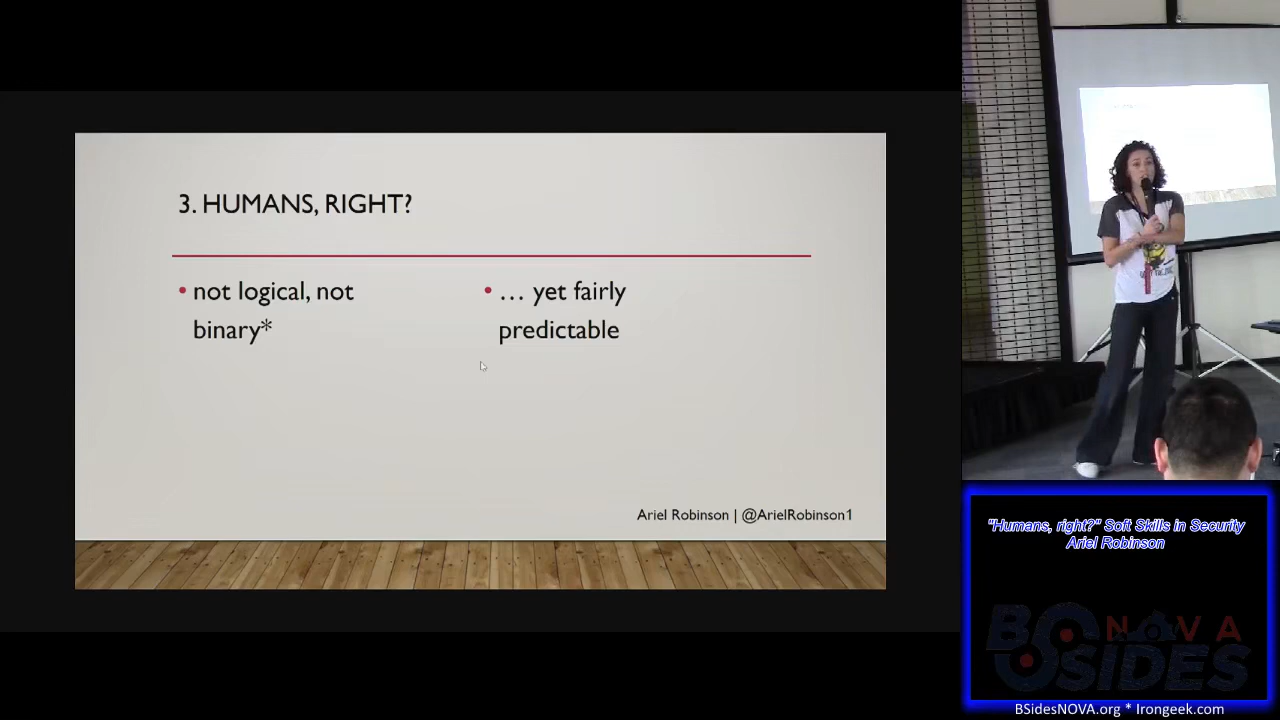 3. HUMANS, RIGHT?
• not logical, not
binary*
• … yet fairly
predictable
Ariel Robinson | @ArielRobinson1
"Humans, right?" Soft Skills in Security
Ariel Robinson
NOVA
BSIDES
BSidesNOVA.org * Irongeek.com